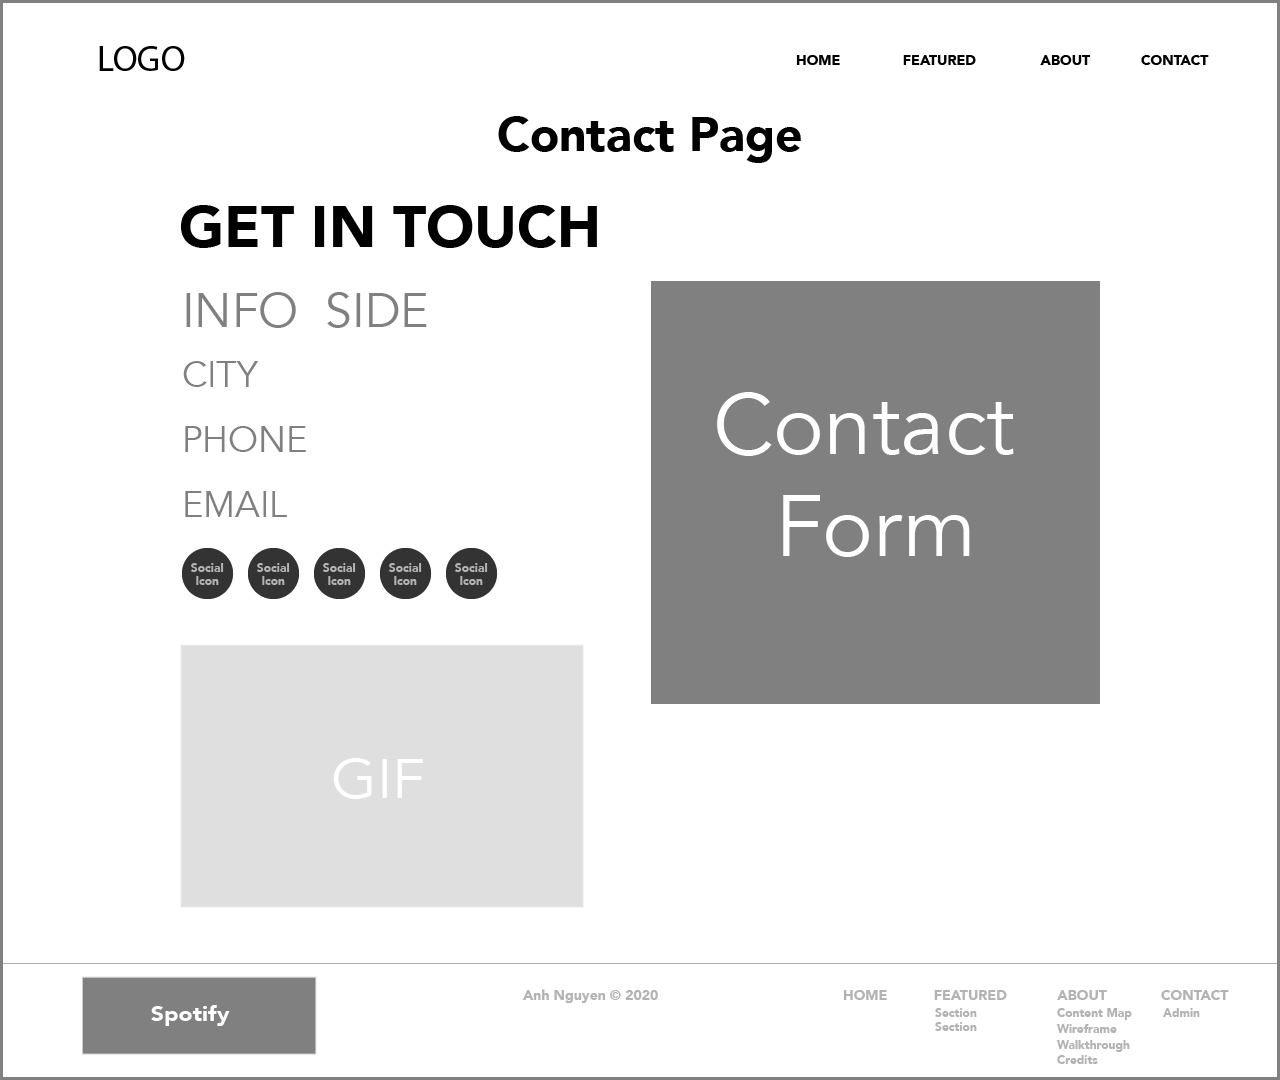 LOGO
HOME FEATURED ABOUT CONTACT
Contact Page
GET IN TOUCH
INFO SIDE
CITY
PHONE
EMAIL
Social Icon
Social Icon
Social Icon
Social Icon
Social Icon
Contact
Form
GIF
Spotify
Anh Nguyen © 2020
HOME
FEATURED
Section
Section
ABOUT
Content Map
Wireframe
Walkthrough
Credits
CONTACT
Admin